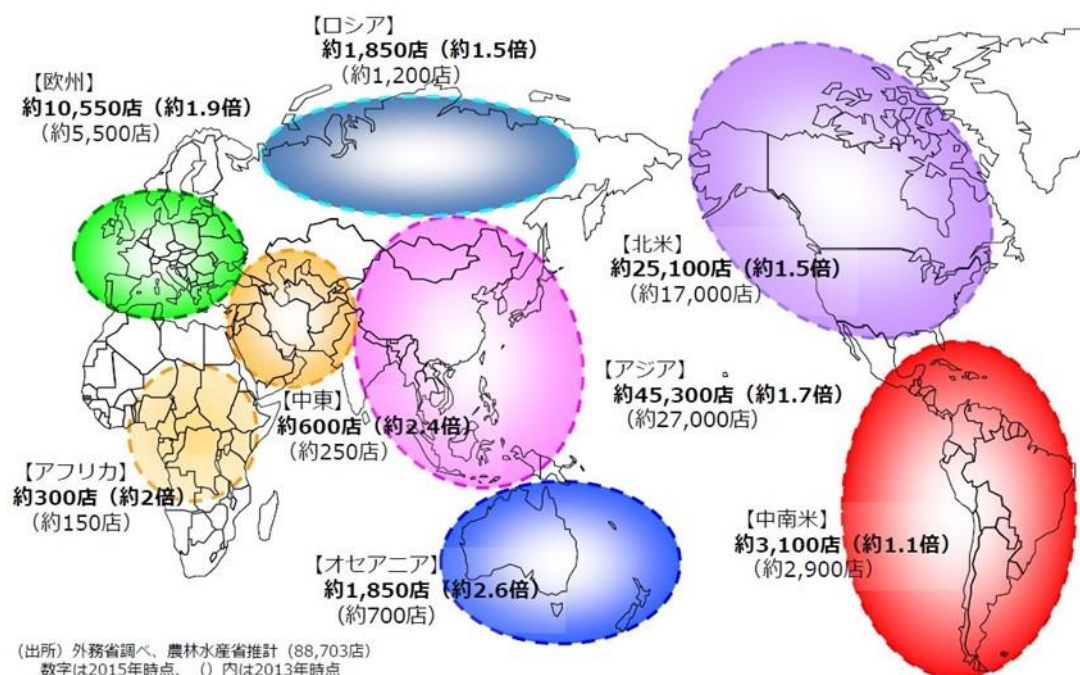 【ロシア】
約1,850店（約1.5倍）
（約1,200店）
【欧州】
約10,550店（約1.9倍）
（約5,500店）
【北米】
約25,100店（約1.5倍）
（約17,000店）
【アジア】
約45,300店（約1.7倍）
（約27,000店）
【中東】
約600店（約2.4倍）
（約250店）
【アフリカ】
約300店（約2倍）
（約150店）
【中南米】
約3,100店（約1.1倍）
（約2,900店）
【オセアニア】
約1,850店（約2.6倍）
（約700店）
（出所）外務省調べ、農林水産省推計（88,703店）
数字は2015年時点、（）内は2013年時点